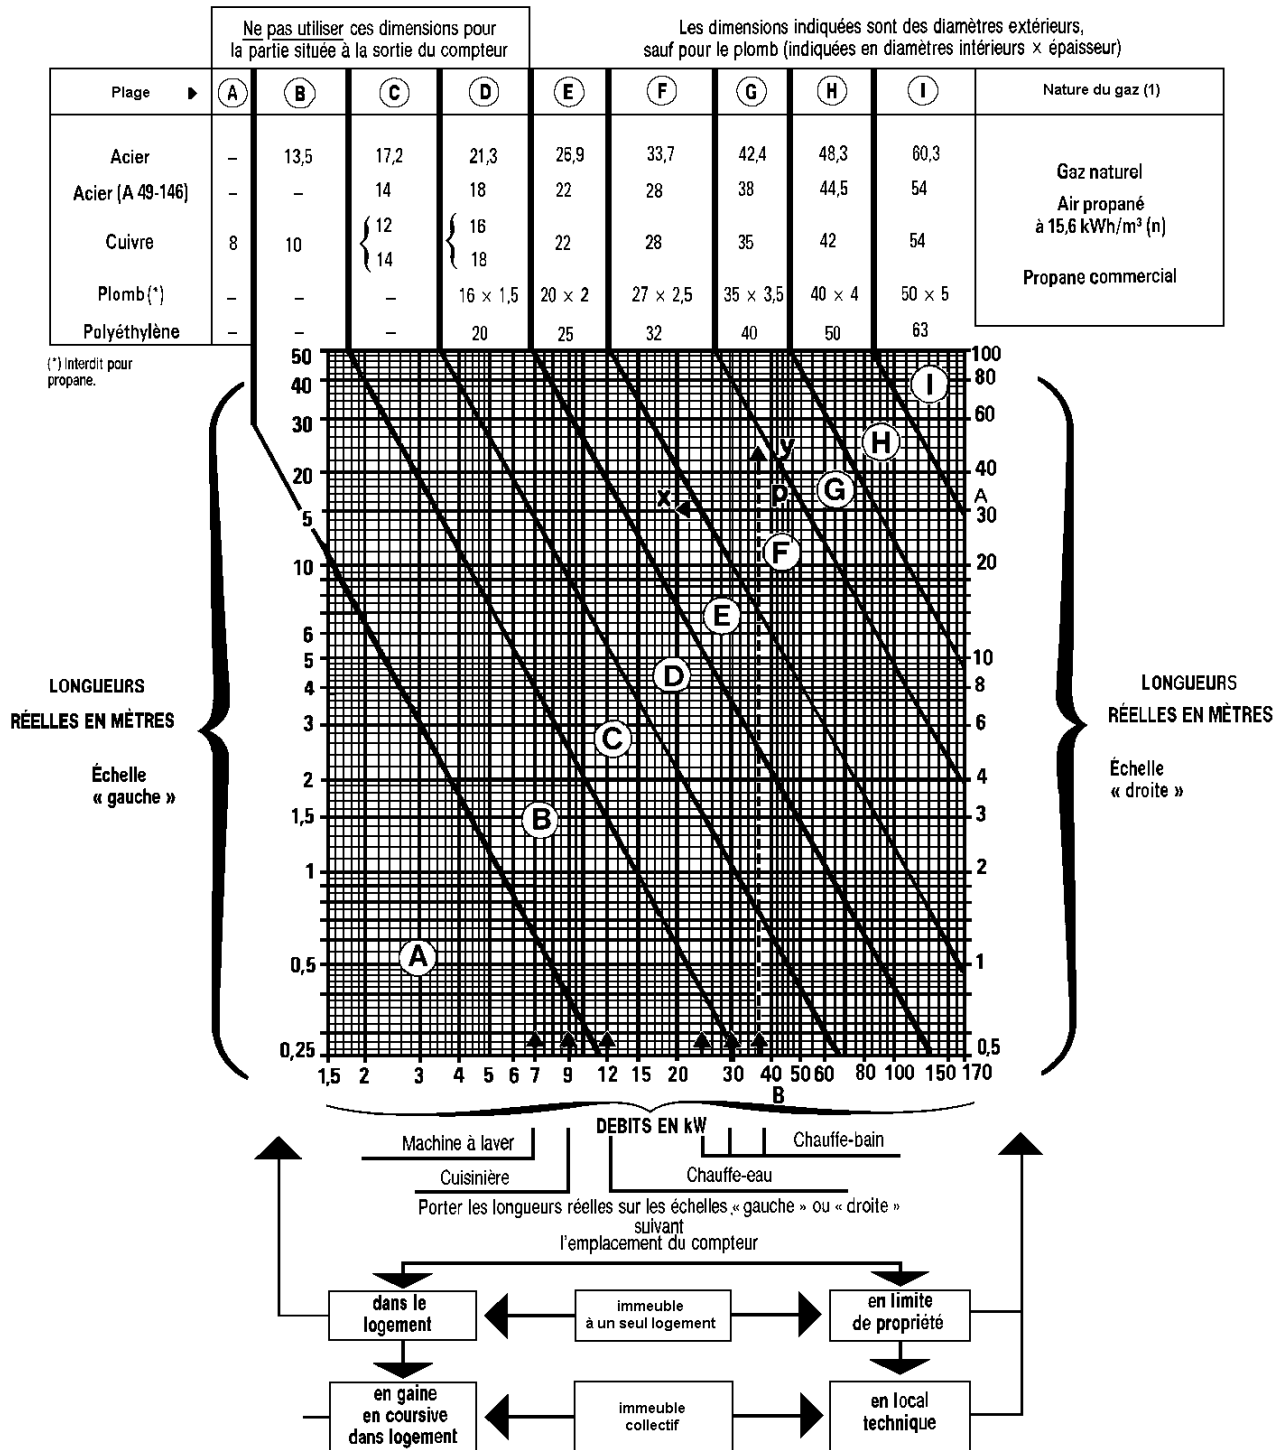 Ne pas utiliser ces dimensions pour
la partie située à la sortie du compteur
Les dimensions indiquées sont des diamètres extérieurs,
sauf pour le plomb (indiquées en diamètres intérieurs × épaisseur)
Plage ▶ A B C D E F G H I Nature du gaz (1)
Acier – 13,5 17,2 21,3 26,9 33,7 42,4 48,3 60,3
Acier (A 49-146) – – 14 18 22 28 38 44,5 54
Cuivre 8 10 { 12 14 { 16 18 22 28 35 42 54
Plomb (*) – – – 16 × 1,5 20 × 2 27 × 2,5 35 × 3,5 40 × 4 50 × 5
Polyéthylène – – – 20 25 32 40 50 63
Gaz naturel
Air propané
à 15,6 kWh/m³ (n)
Propane commercial
(*) Interdit pour
propane.
50
40
30
20
5
10
6
5
4
3
2
1,5
1
0,5
0,25
100
80
60
40
A
30
20
10
8
6
4
3
2
1
0,5
I
H
y
G
x
p
F
E
D
C
B
A
LONGUEURS
RÉELLES EN MÈTRES
Échelle
« gauche »
LONGUEURS
RÉELLES EN MÈTRES
Échelle
« droite »
1,5 2 3 4 5 6 7 9 12 15 20 30 40 50 60 80 100 150 170
B
DEBITS EN kW
Machine à laver
Chauffe-bain
Cuisinière
Chauffe-eau
Porter les longueurs réelles sur les échelles « gauche » ou « droite »
suivant
l'emplacement du compteur
dans le
logement
immeuble
à un seul logement
en limite
de propriété
en gaine
en coursive
dans logement
immeuble
collectif
en local
technique